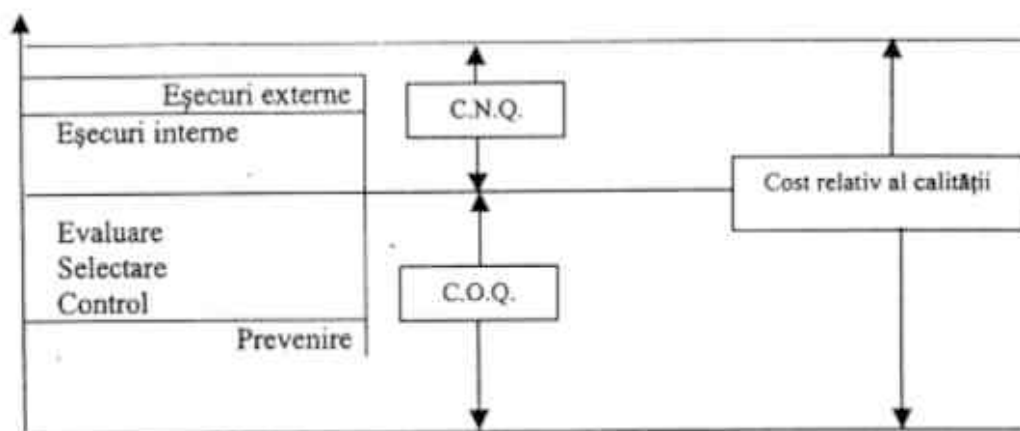 Eşecuri externe
C.N.Q.
Eşecuri interne
Cost relativ al calităţii
Evaluare
Selectare
C.O.Q.
Control
Prevenire